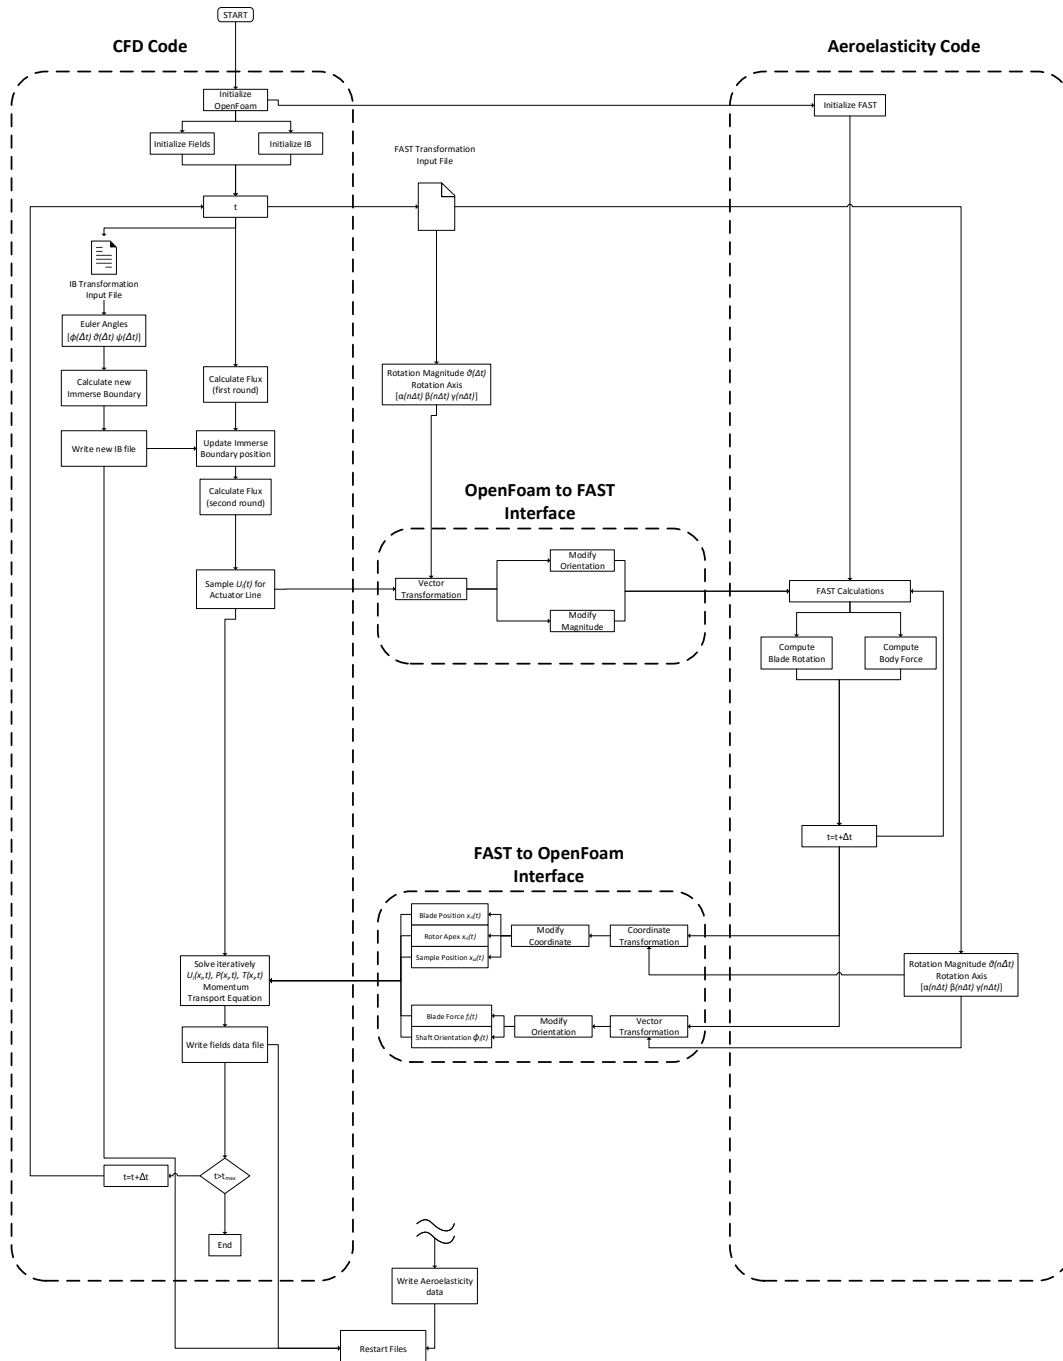 START
CFD Code
Aeroelasticity Code
Initialize
OpenFoam
Initialize FAST
Initialize Fields
Initialize IB
FAST Transformation
Input File
t
IB Transformation
Input File
Euler Angles
[ϕ(Δt) ϑ(Δt) ψ(Δt)]
Calculate new
Immerse Boundary
Calculate Flux
(first round)
Rotation Magnitude ϑ(Δt)
Rotation Axis
[α(nΔt) β(nΔt) γ(nΔt)]
Write new IB file
Update Immerse
Boundary position
Calculate Flux
(second round)
OpenFoam to FAST
Interface
Sample Uᵢ(t) for
Actuator Line
Vector
Transformation
Modify
Orientation
Modify
Magnitude
FAST Calculations
Compute
Blade Rotation
Compute
Body Force
t=t+Δt
FAST to OpenFoam
Interface
Blade Position
Rotor Apex
Sample Position
Modify
Coordinate
Coordinate
Transformation
Rotation Magnitude ϑ(nΔt)
Rotation Axis
[α(nΔt) β(nΔt) γ(nΔt)]
Solve iteratively
Uᵢ(xᵢ,t), P(xᵢ,t), T(xᵢ,t)
Momentum
Transport Equation
Blade Force fᵢ(t)
Shaft Orientation ϕᵢ(t)
Modify
Orientation
Vector
Transformation
Write fields data file
t=t+Δt
t>tmax
End
Write Aeroelasticity
data
Restart Files